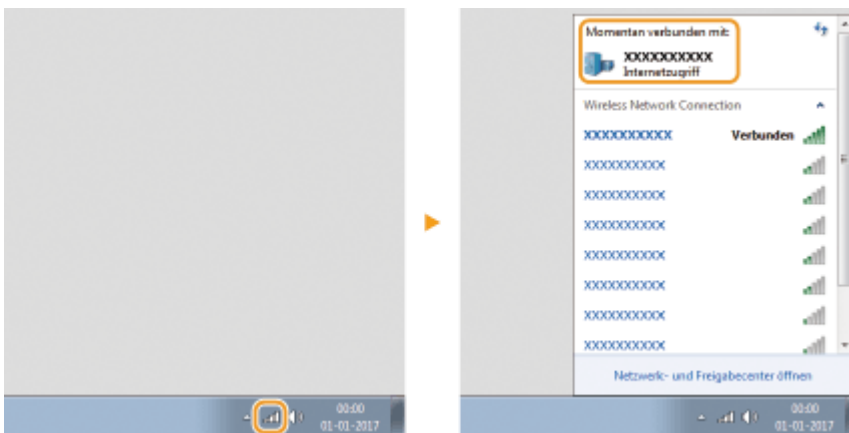 00:00
01-01-2017
Momentan verbunden mit:
XXXXXXXXXX
Internetzugriff
Wireless Network Connection
XXXXXXXXXX Verbunden
XXXXXXXXXX
XXXXXXXXXX
XXXXXXXXXX
XXXXXXXXXX
XXXXXXXXXX
XXXXXXXXXX
XXXXXXXXXX
Netzwerk- und Freigabecenter öffnen
00:00
01-01-2017